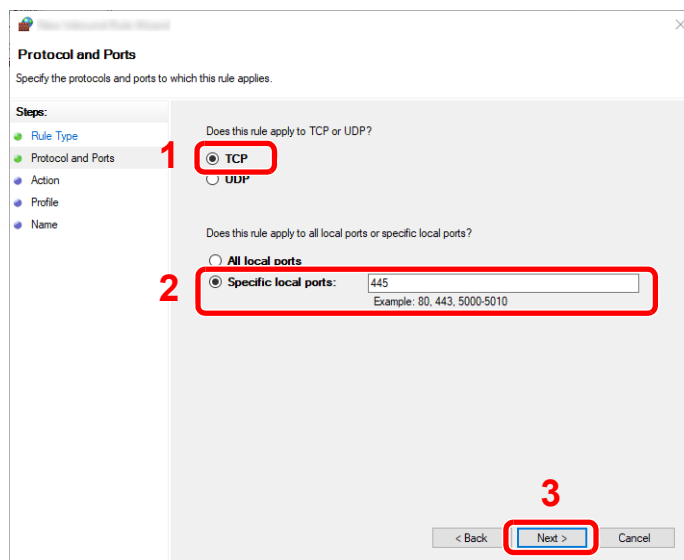 Protocol and Ports
Specify the protocols and ports to which this rule applies.
Steps:
Rule Type
Protocol and Ports
Action
Profile
Name
Does this rule apply to TCP or UDP?
1
TCP
UDP
Does this rule apply to all local ports or specific local ports?
All local ports
2
Specific local ports:
445
Example: 80, 443, 5000-5010
3
< Back
Next >
Cancel